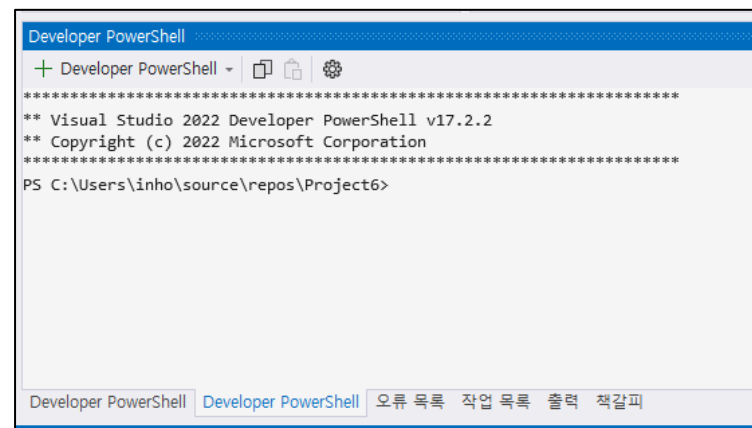 Developer PowerShell
Developer PowerShell
**********************************************************************
** Visual Studio 2022 Developer PowerShell v17.2.2
** Copyright (c) 2022 Microsoft Corporation
**********************************************************************
PS C:\Users\inho\source\repos\Project6>
Developer PowerShell Developer PowerShell 오류 목록 작업 목록 출력 책갈피